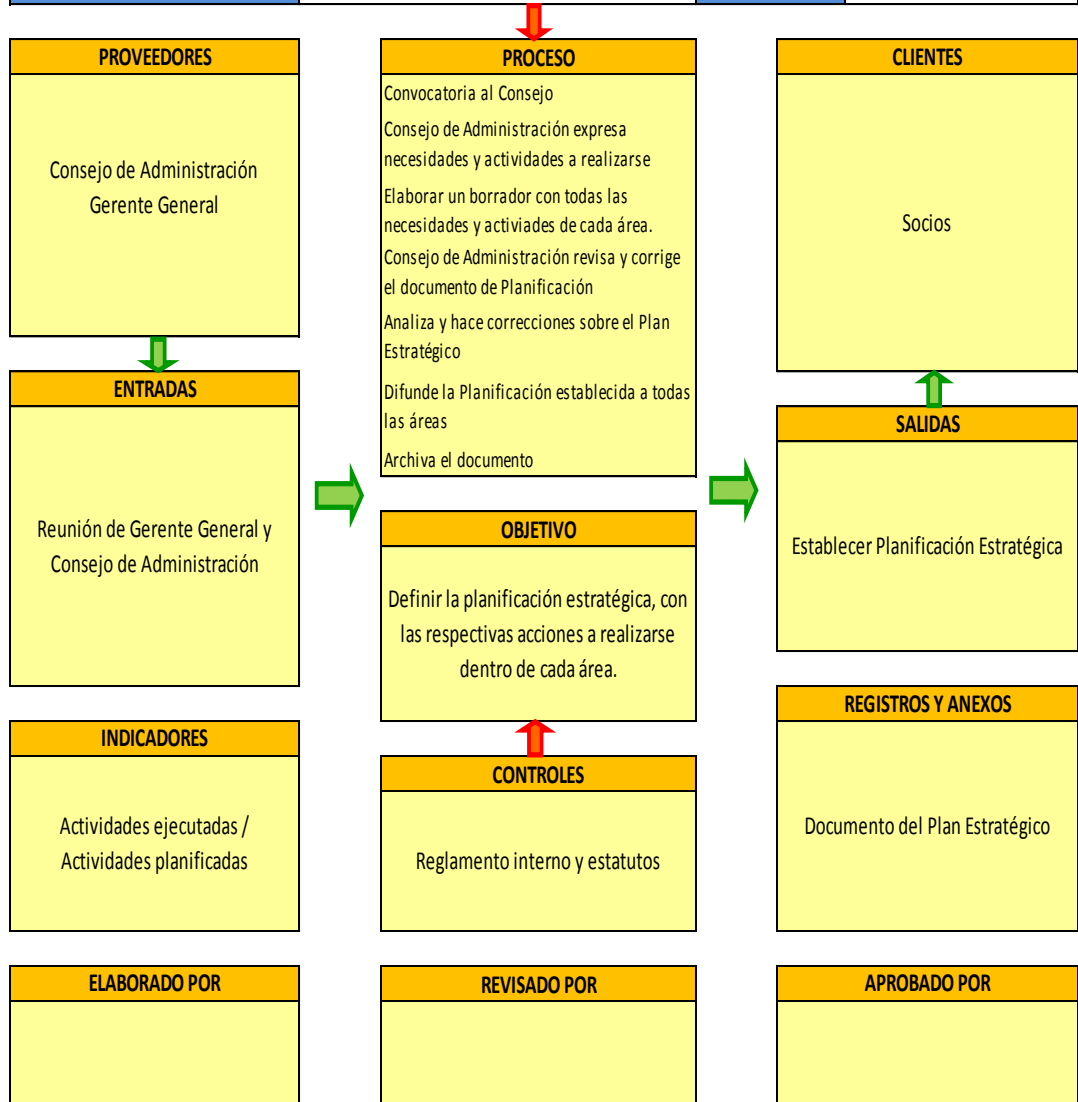 PROVEEDORES
Consejo de Administración
Gerente General
ENTRADAS
Reunión de Gerente General y
Consejo de Administración
INDICADORES
Actividades ejecutadas /
Actividades planificadas
ELABORADO POR
PROCESO
Convocatoria al Consejo
Consejo de Administración expresa
necesidades y actividades a realizarse
Elaborar un borrador con todas las
necesidades y activiades de cada área.
Consejo de Administración revisa y corrige
el documento de Planificación
Analiza y hace correcciones sobre el Plan
Estratégico
Difunde la Planificación establecida a todas
las áreas
Archiva el documento
OBJETIVO
Definir la planificación estratégica, con
las respectivas acciones a realizarse
dentro de cada área.
CONTROLES
Reglamento interno y estatutos
REVISADO POR
CLIENTES
Socios
SALIDAS
Establecer Planificación Estratégica
REGISTROS Y ANEXOS
Documento del Plan Estratégico
APROBADO POR